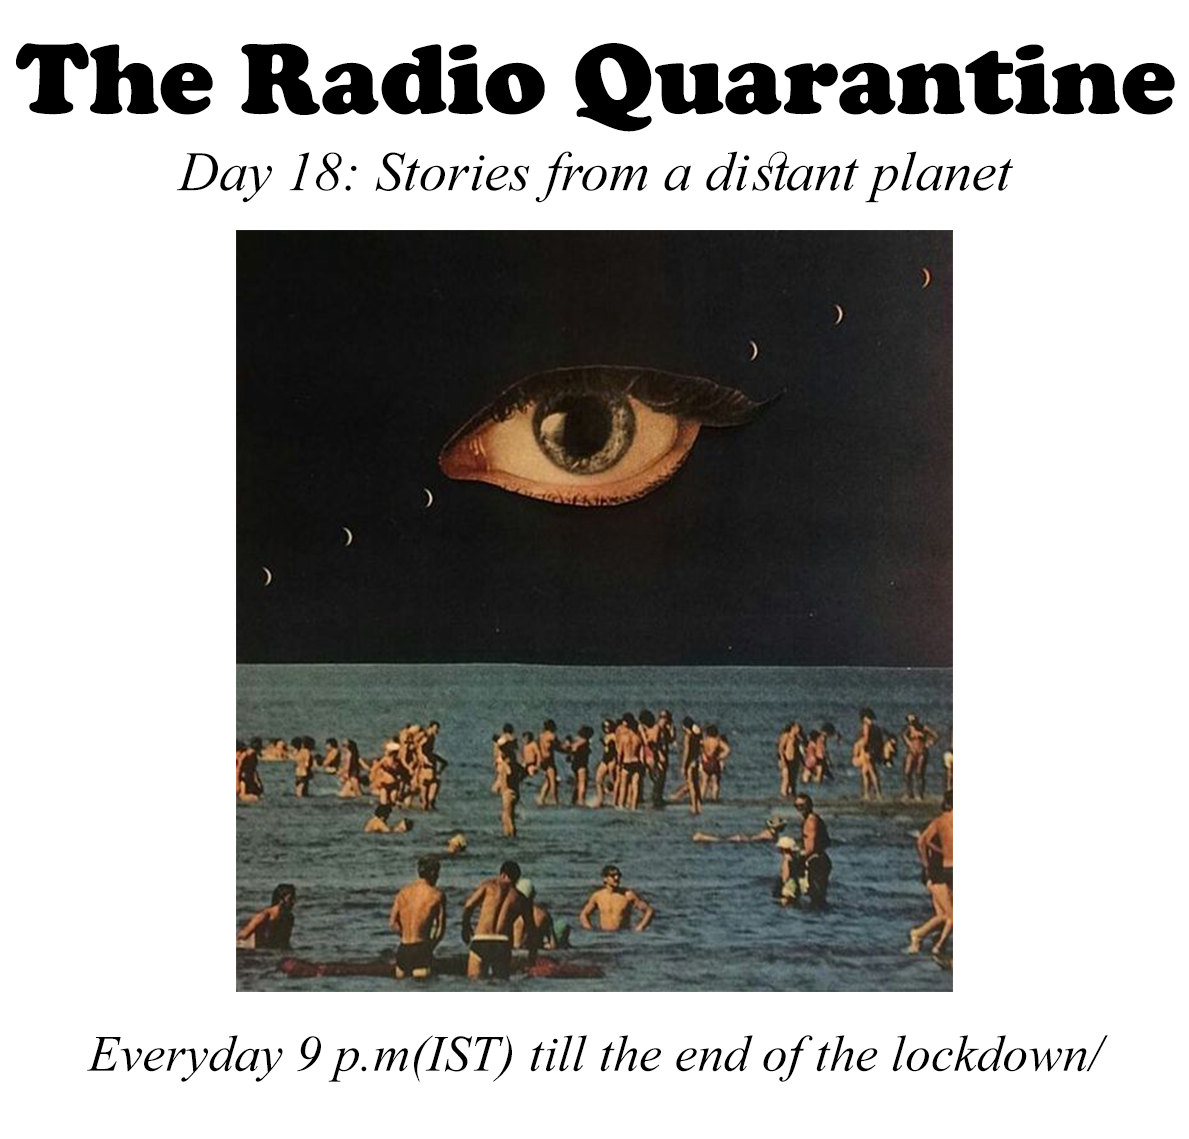 The Radio Quarantine
Day 18: Stories from a distant planet
Everyday 9 p.m(IST) till the end of the lockdown/